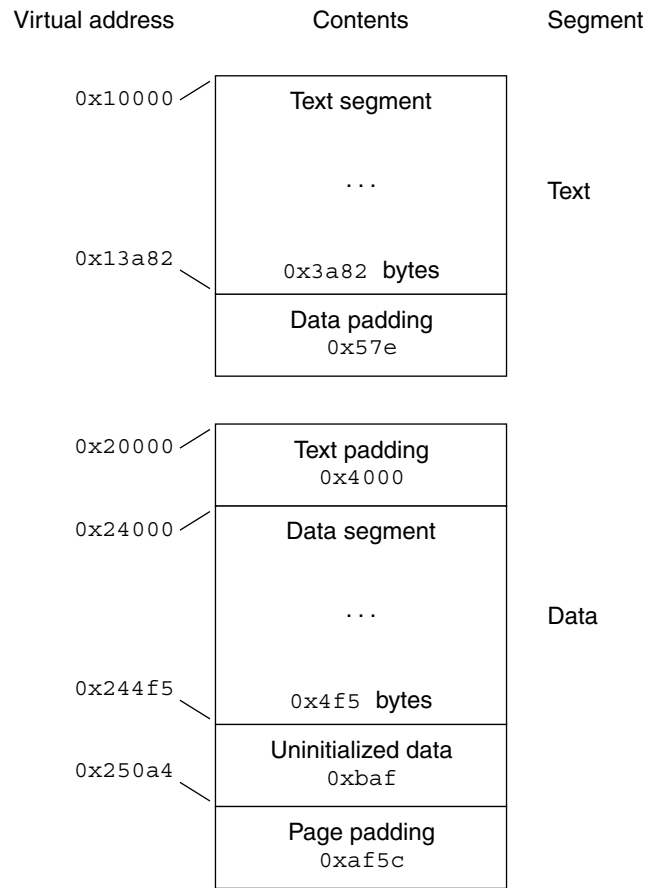 Virtual address Contents Segment
0x10000 Text segment
. . .
Text
0x13a82 0x3a82 bytes
Data padding
0x57e
0x20000 Text padding
0x4000
0x24000 Data segment
. . .
Data
0x244f5 0x4f5 bytes
Uninitialized data
0x250a4 0xbaf
Page padding
0xaf5c